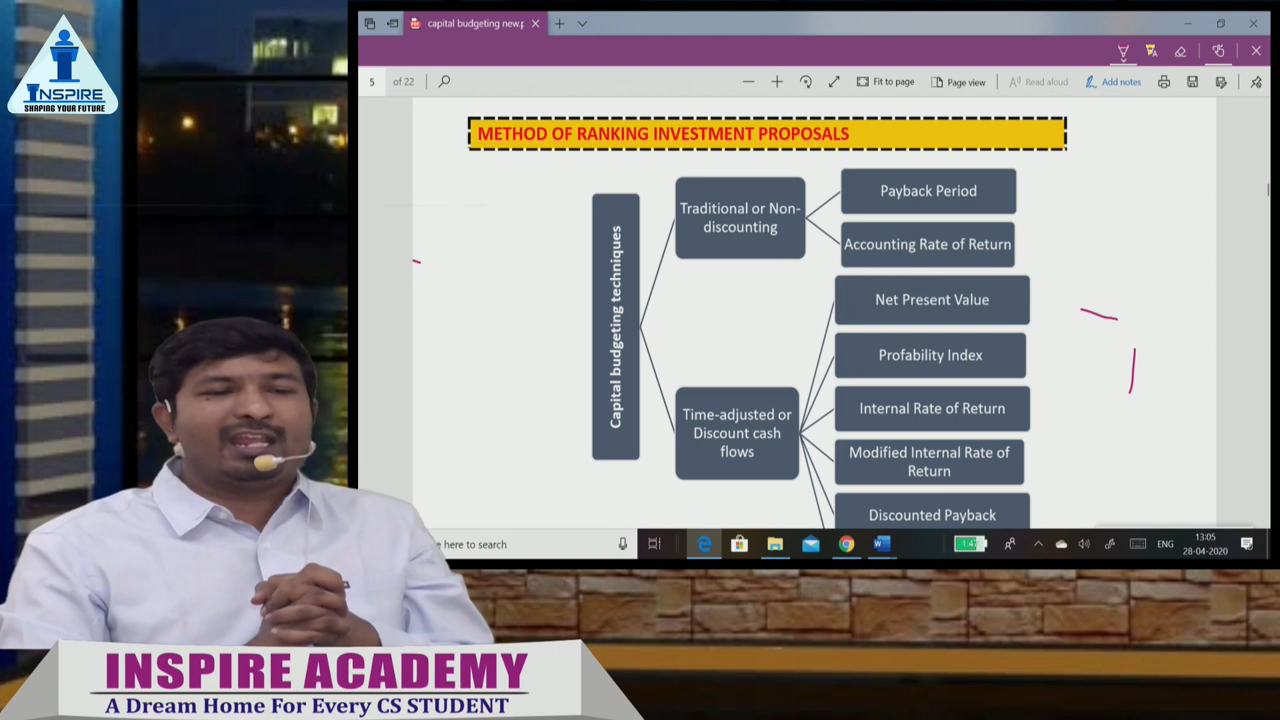 INSPIRE
SHAPING YOUR FUTURE
capital budgeting new.p
5 of 22
Fit to page
Page view
Read aloud
Add notes
METHOD OF RANKING INVESTMENT PROPOSALS
Capital budgeting techniques
Traditional or Non-
discounting
Payback Period
Accounting Rate of Return
Time-adjusted or
Discount cash
flows
Net Present Value
Profability Index
Internal Rate of Return
Modified Internal Rate of
Return
Discounted Payback
e here to search
ENG
13:05
28-04-2020
INSPIRE ACADEMY
A Dream Home For Every CS STUDENT